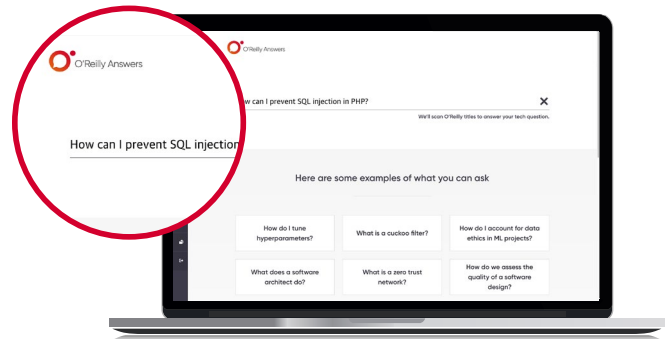 O'Reilly Answers
How can I prevent SQL injection
O'Reilly Answers
w can I prevent SQL injection in PHP?
We'll scan O'Reilly titles to answer your tech question.
Here are some examples of what you can ask
How do I tune
hyperparameters?
What is a cuckoo filter?
How do I account for data
ethics in ML projects?
What does a software
architect do?
What is a zero trust
network?
How do we assess the
quality of a software
design?